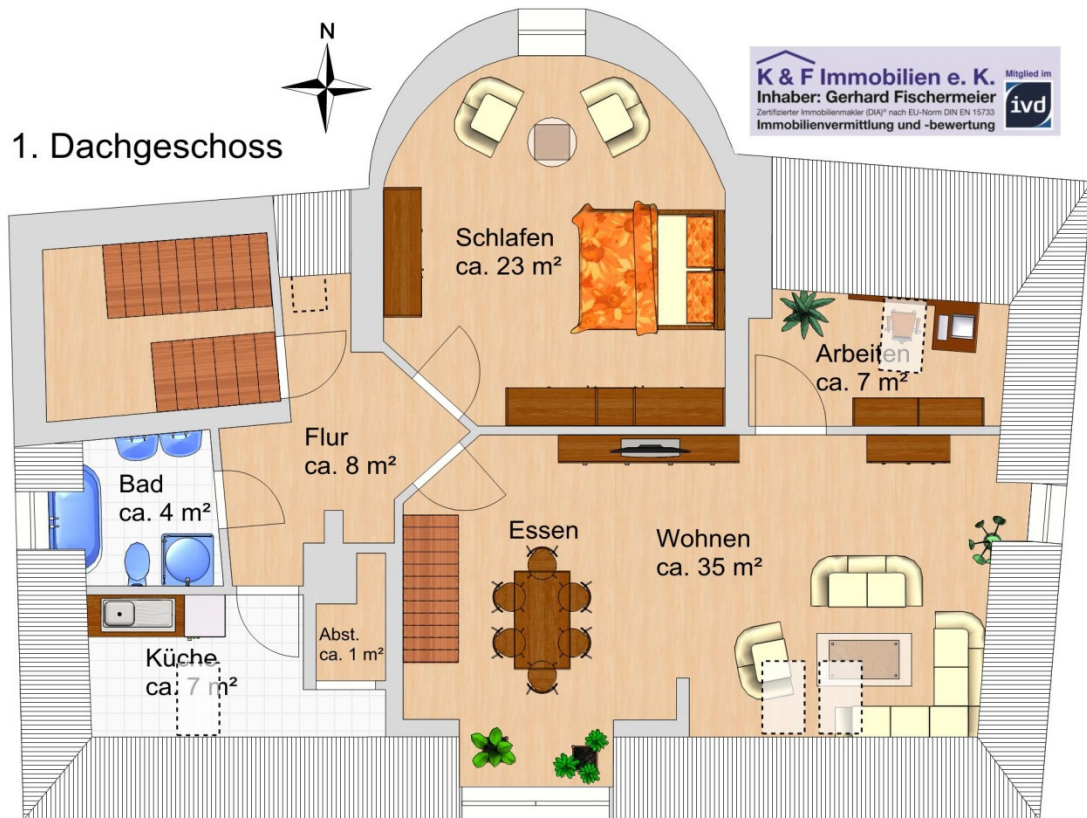 N
K & F Immobilien e. K.
Mitglied im
Inhaber: Gerhard Fischermeier
ivd
Zertifizierter Immobilienmakler (DIA)® nach EU-Norm DIN EN 15733
Immobilienvermittlung und -bewertung
1. Dachgeschoss
Schlafen
ca. 23 m²
Arbeiten
ca. 7 m²
Flur
ca. 8 m²
Bad
ca. 4 m²
Essen
Wohnen
ca. 35 m²
Abst.
ca. 1 m²
Küche
ca. 7 m²